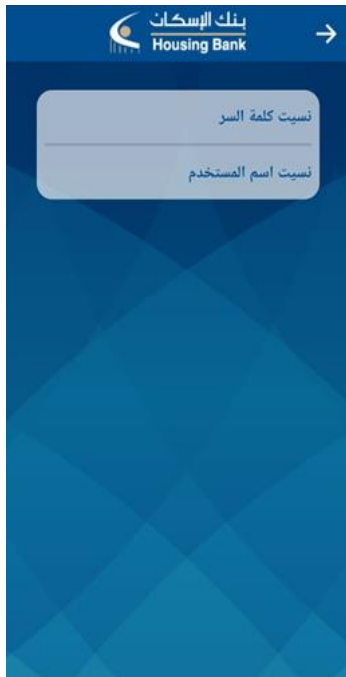 بنك الإسكان
Housing Bank
نسيت كلمة السر
نسيت اسم المستخدم